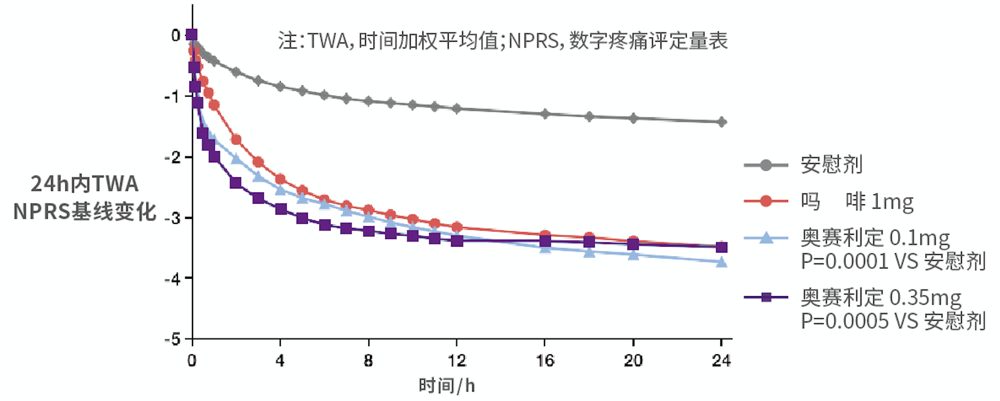 注:TWA,时间加权平均值;NPRS,数字疼痛评定量表
0
-1
-2
-3
-4
-5
24h内TWA
NPRS基线变化
0 4 8 12 16 20 24
时间/h
安慰剂
吗 啡 1mg
奥赛利定 0.1mg
P=0.0001 VS 安慰剂
奥赛利定 0.35mg
P=0.0005 VS 安慰剂